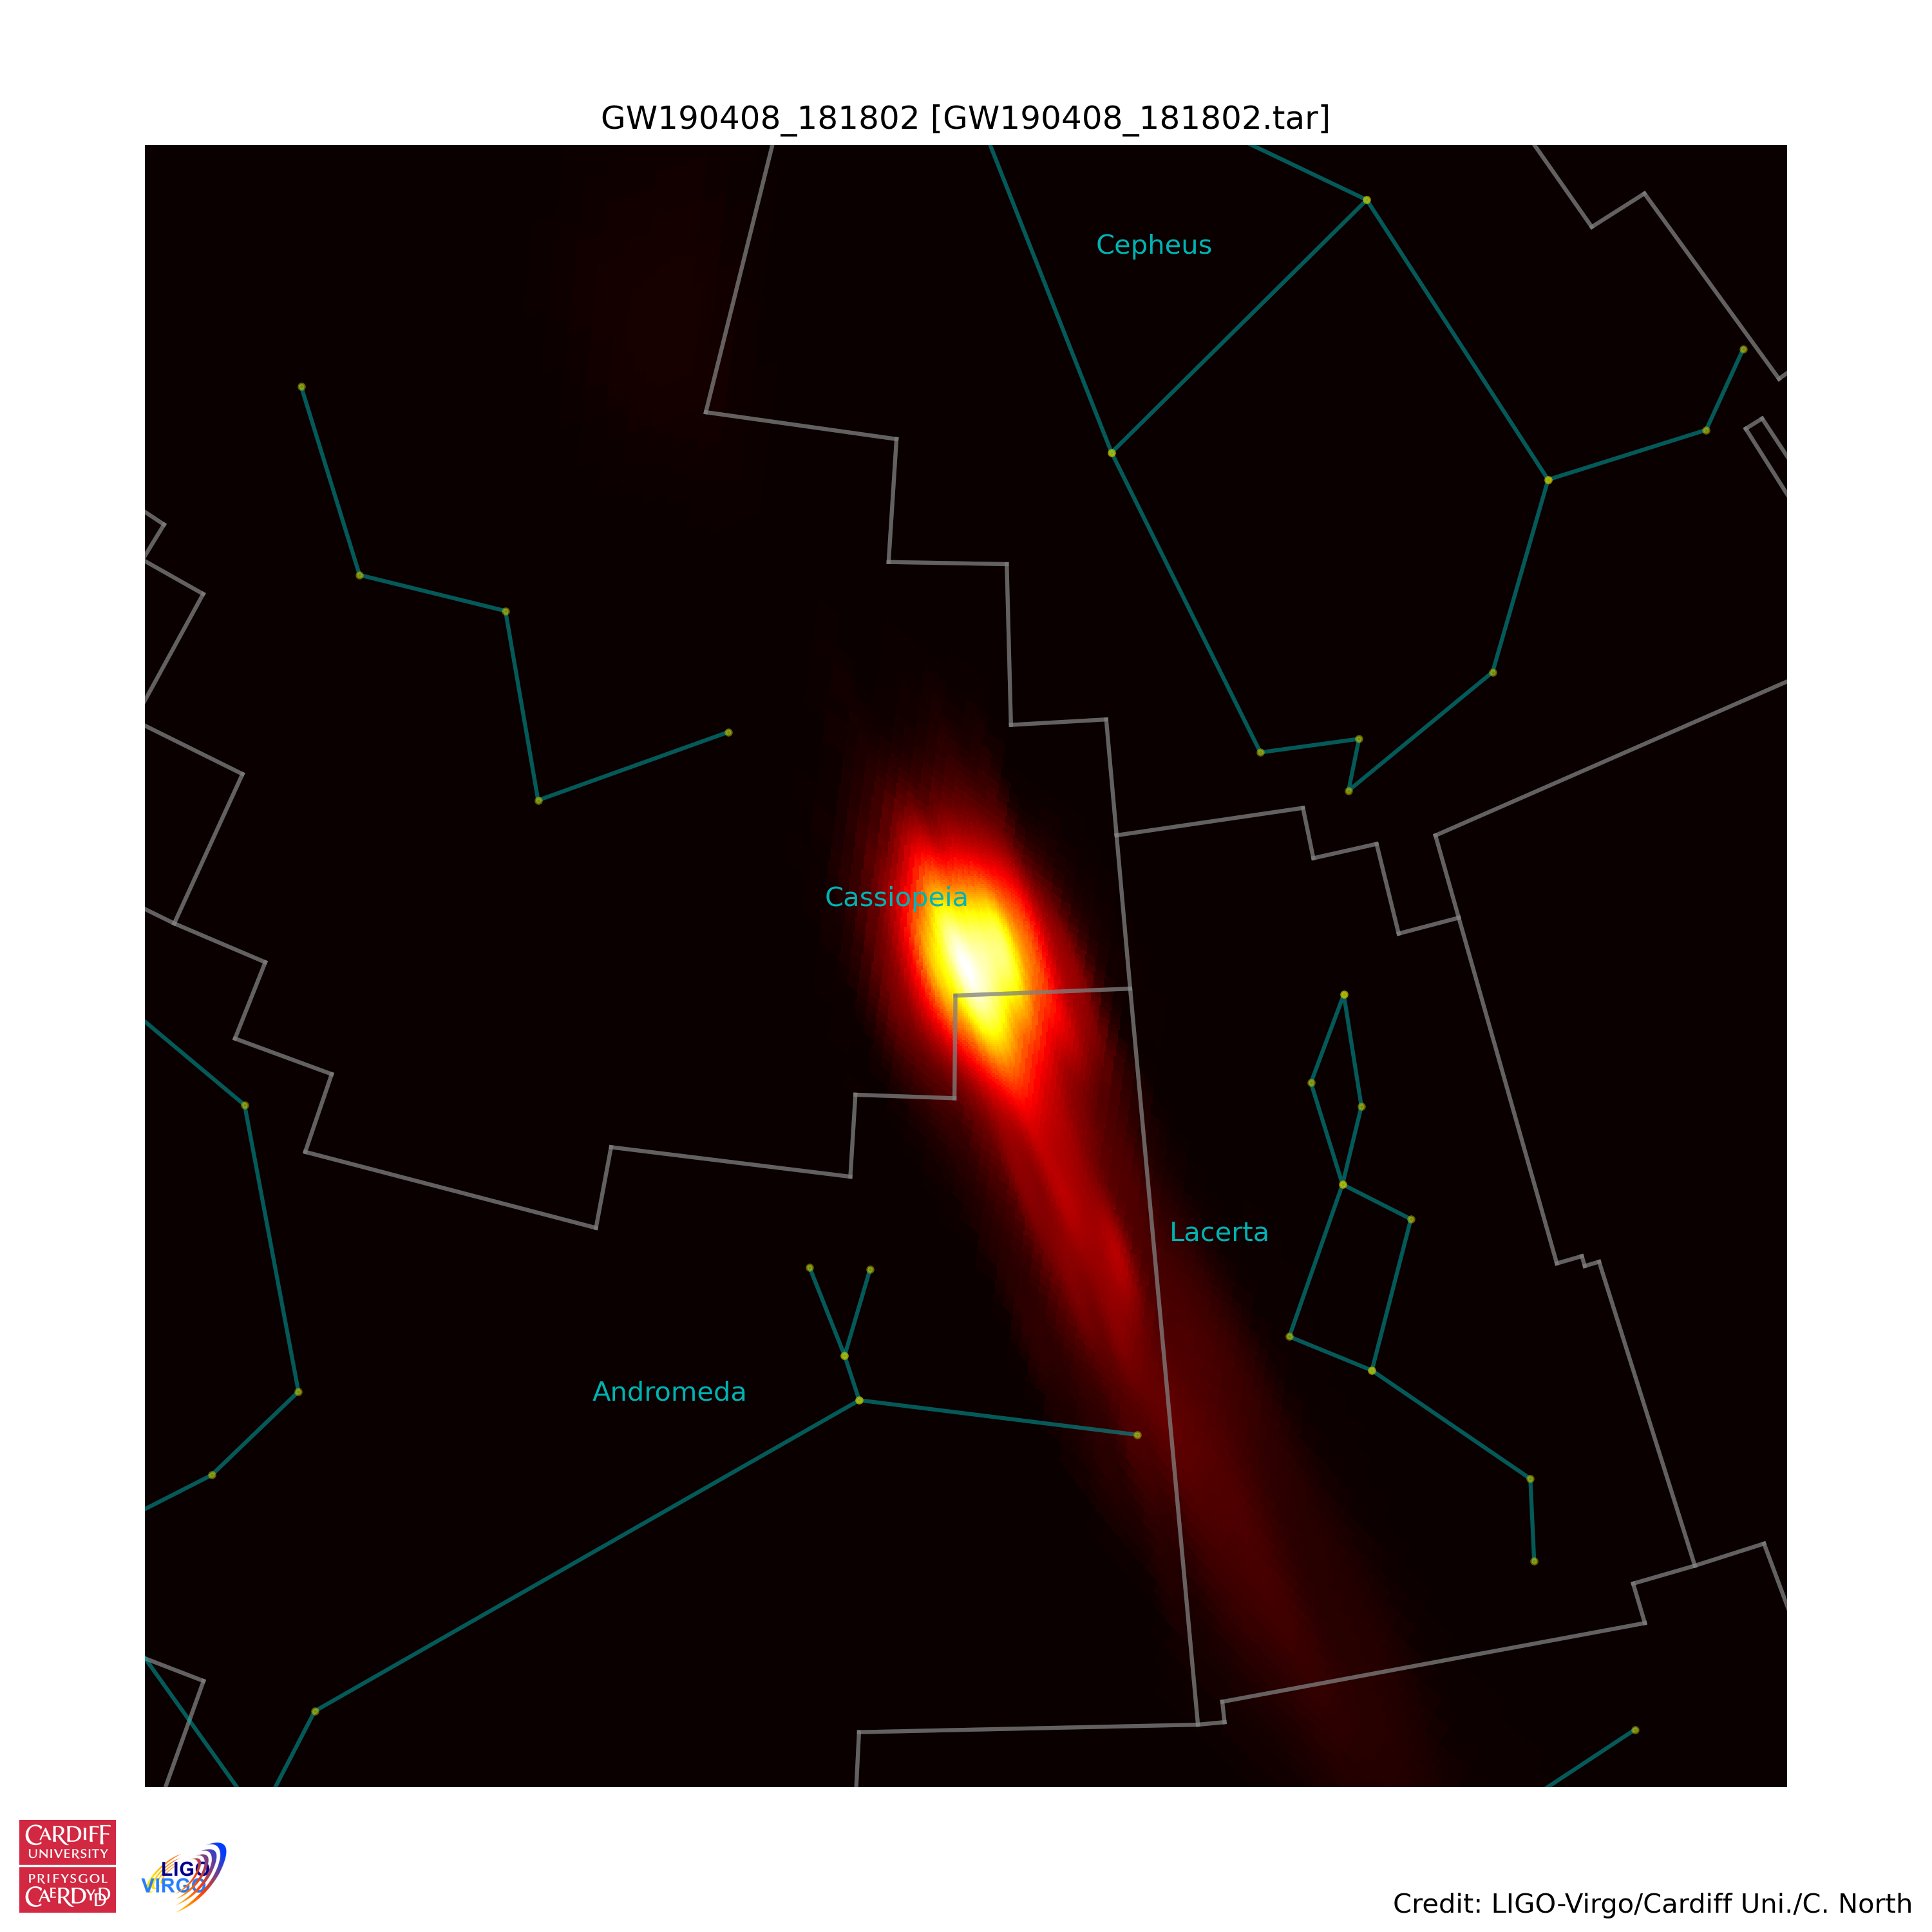 GW190408_181802 [GW190408_181802.tar]
Cepheus
Cassiopeia
Lacerta
Andromeda
CARDIFF
UNIVERSITY
PRIFYSGOL
CAERDYDD
LIGO
VIRGO
Credit: LIGO-Virgo/Cardiff Uni./C. North